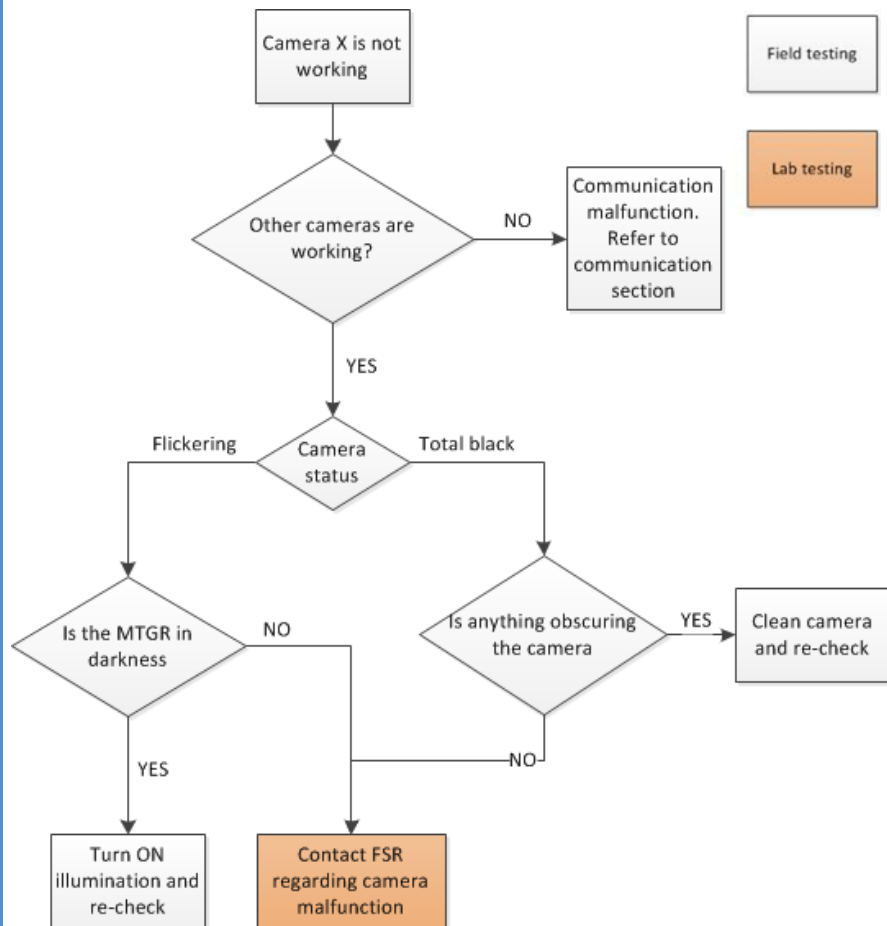 Camera X is not
working
Field testing
Lab testing
Other cameras are
working?
NO
Communication
malfunction.
Refer to
communication
section
YES
Flickering
Camera
status
Total black
Is the MTGR in
darkness
NO
Is anything obscuring
the camera
YES
Clean camera
and re-check
YES
NO
Turn ON
illumination and
re-check
Contact FSR
regarding camera
malfunction